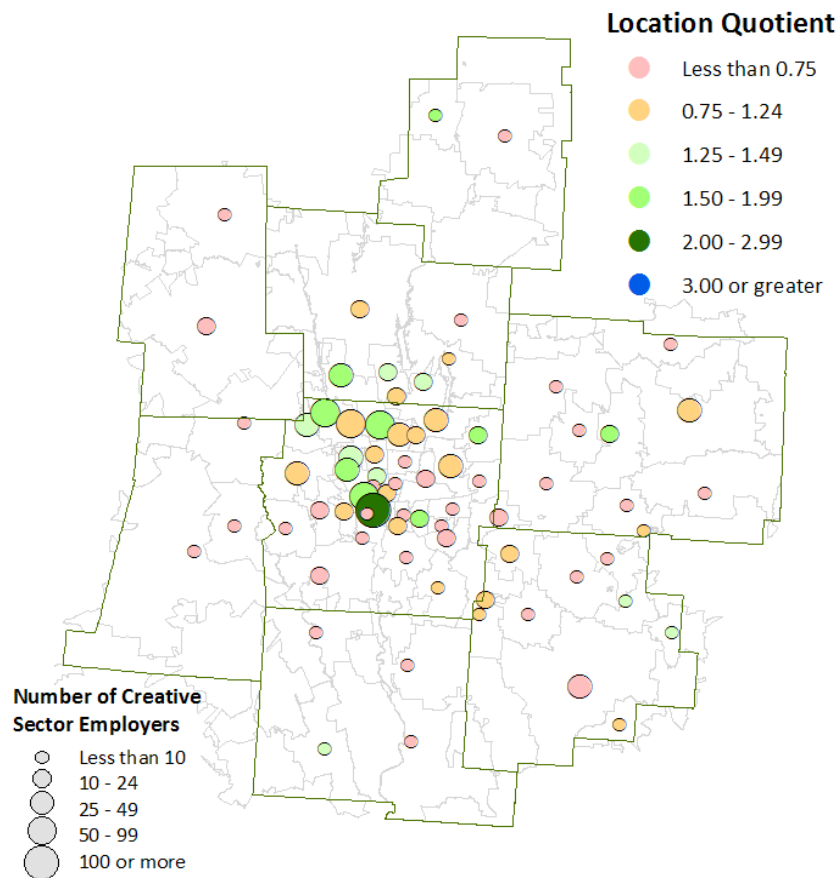 Location Quotient
Less than 0.75
0.75 - 1.24
1.25 - 1.49
1.50 - 1.99
2.00 - 2.99
3.00 or greater
Number of Creative
Sector Employers
Less than 10
10 - 24
25 - 49
50 - 99
100 or more